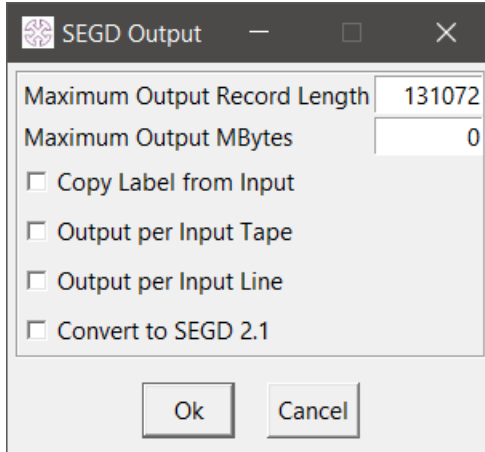 SEGD Output
Maximum Output Record Length 131072
Maximum Output MBytes 0
Copy Label from Input
Output per Input Tape
Output per Input Line
Convert to SEGD 2.1
Ok Cancel